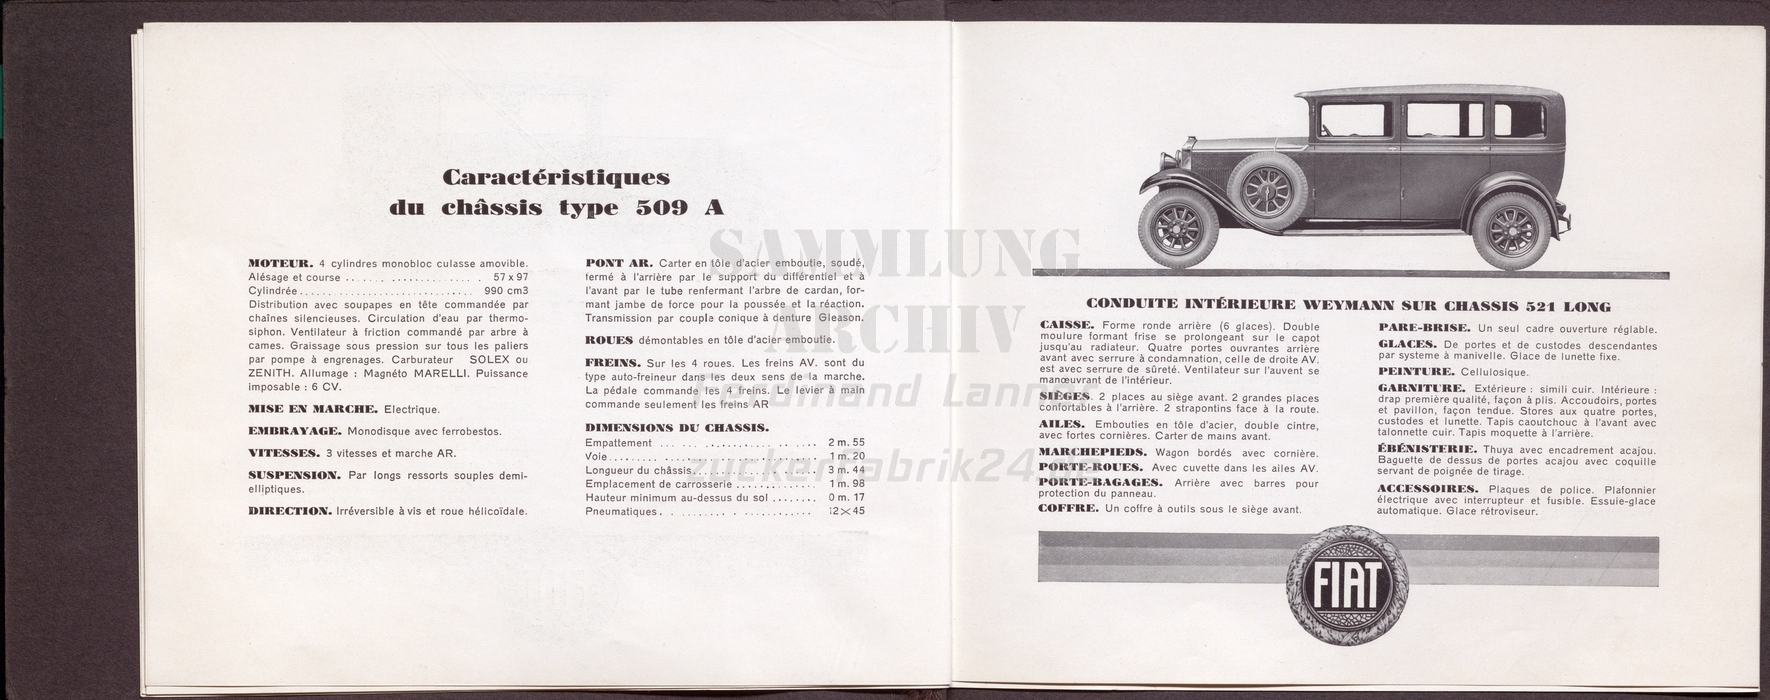 Caractéristiques
du châssis type 509 A
MOTEUR. 4 cylindres monobloc culasse amovible.
Alésage et course . . . . . . . . . . . . . . . . . . . . 57 x 97
Cylindrée . . . . . . . . . . . . . . . . . . . . . . . . . 990 cm3
Distribution avec soupapes en tête commandée par
chaînes silencieuses. Circulation d'eau par thermo-
siphon. Ventilateur à friction commandé par arbre à
cames. Graissage sous pression sur tous les paliers
par pompe à engrenages. Carburateur SOLEX ou
ZENITH. Allumage : Magnéto MARELLI. Puissance
imposable : 6 CV.
MISE EN MARCHE. Electrique.
EMBRAYAGE. Monodisque avec ferrobestos.
VITESSES. 3 vitesses et marche AR.
SUSPENSION. Par longs ressorts souples demi-
elliptiques.
DIRECTION. Irréversible à vis et roue hélicoïdale.
PONT AR. Carter en tôle d'acier emboutie, soudé,
fermé à l'arrière par le support du différentiel et à
l'avant par le tube renfermant l'arbre de cardan, for-
mant jambe de force pour la poussée et la réaction.
Transmission par couple conique à denture Gleason.
ROUES démontables en tôle d'acier emboutie.
FREINS. Sur les 4 roues. Les freins AV. sont du
type auto-freineur dans les deux sens de la marche.
La pédale commande les 4 freins. Le levier à main
commande seulement les freins AR
DIMENSIONS DU CHASSIS.
Empattement . . . . . . . . . . . . . . . . . . . . 2 m. 55
Voie . . . . . . . . . . . . . . . . . . . . . . . . . . . 1 m. 20
Longueur du châssis . . . . . . . . . . . . . . . . 3 m. 44
Emplacement de carrosserie . . . . . . . . . . . 1 m. 98
Hauteur minimum au-dessus du sol . . . . . . 0 m. 17
Pneumatiques . . . . . . . . . . . . . . . . . . . . 12×45
SAMMLUNG
ARCHIV
Ferdinand Lanner
zuckerfabrik24.de
CONDUITE INTÉRIEURE WEYMANN SUR CHASSIS 521 LONG
CAISSE. Forme ronde arrière (6 glaces). Double
moulure formant frise se prolongeant sur le capot
jusqu'au radiateur. Quatre portes ouvrantes arrière
avant avec serrure à condamnation, celle de droite AV.
est avec serrure de sûreté. Ventilateur sur l'auvent se
manœuvrant de l'intérieur.
SIÈGES. 2 places au siège avant. 2 grandes places
confortables à l'arrière. 2 strapontins face à la route.
AILES. Embouties en tôle d'acier, double cintre,
avec fortes cornières. Carter de mains avant.
MARCHEPIEDS. Wagon bordés avec cornière.
PORTE-ROUES. Avec cuvette dans les ailes AV.
PORTE-BAGAGES. Arrière avec barres pour
protection du panneau.
COFFRE. Un coffre à outils sous le siège avant.
PARE-BRISE. Un seul cadre ouverture réglable.
GLACES. De portes et de custodes descendantes
par systeme à manivelle. Glace de lunette fixe.
PEINTURE. Cellulosique.
GARNITURE. Extérieure : simili cuir. Intérieure :
drap première qualité, façon à plis. Accoudoirs, portes
et pavillon, façon tendue. Stores aux quatre portes,
custodes et lunette. Tapis caoutchouc à l'avant avec
talonnette cuir. Tapis moquette à l'arrière.
ÉBÉNISTERIE. Thuya avec encadrement acajou.
Baguette de dessus de portes acajou avec coquille
servant de poignée de tirage.
ACCESSOIRES. Plaques de police. Plafonnier
électrique avec interrupteur et fusible. Essuie-glace
automatique. Glace rétroviseur.
FIAT